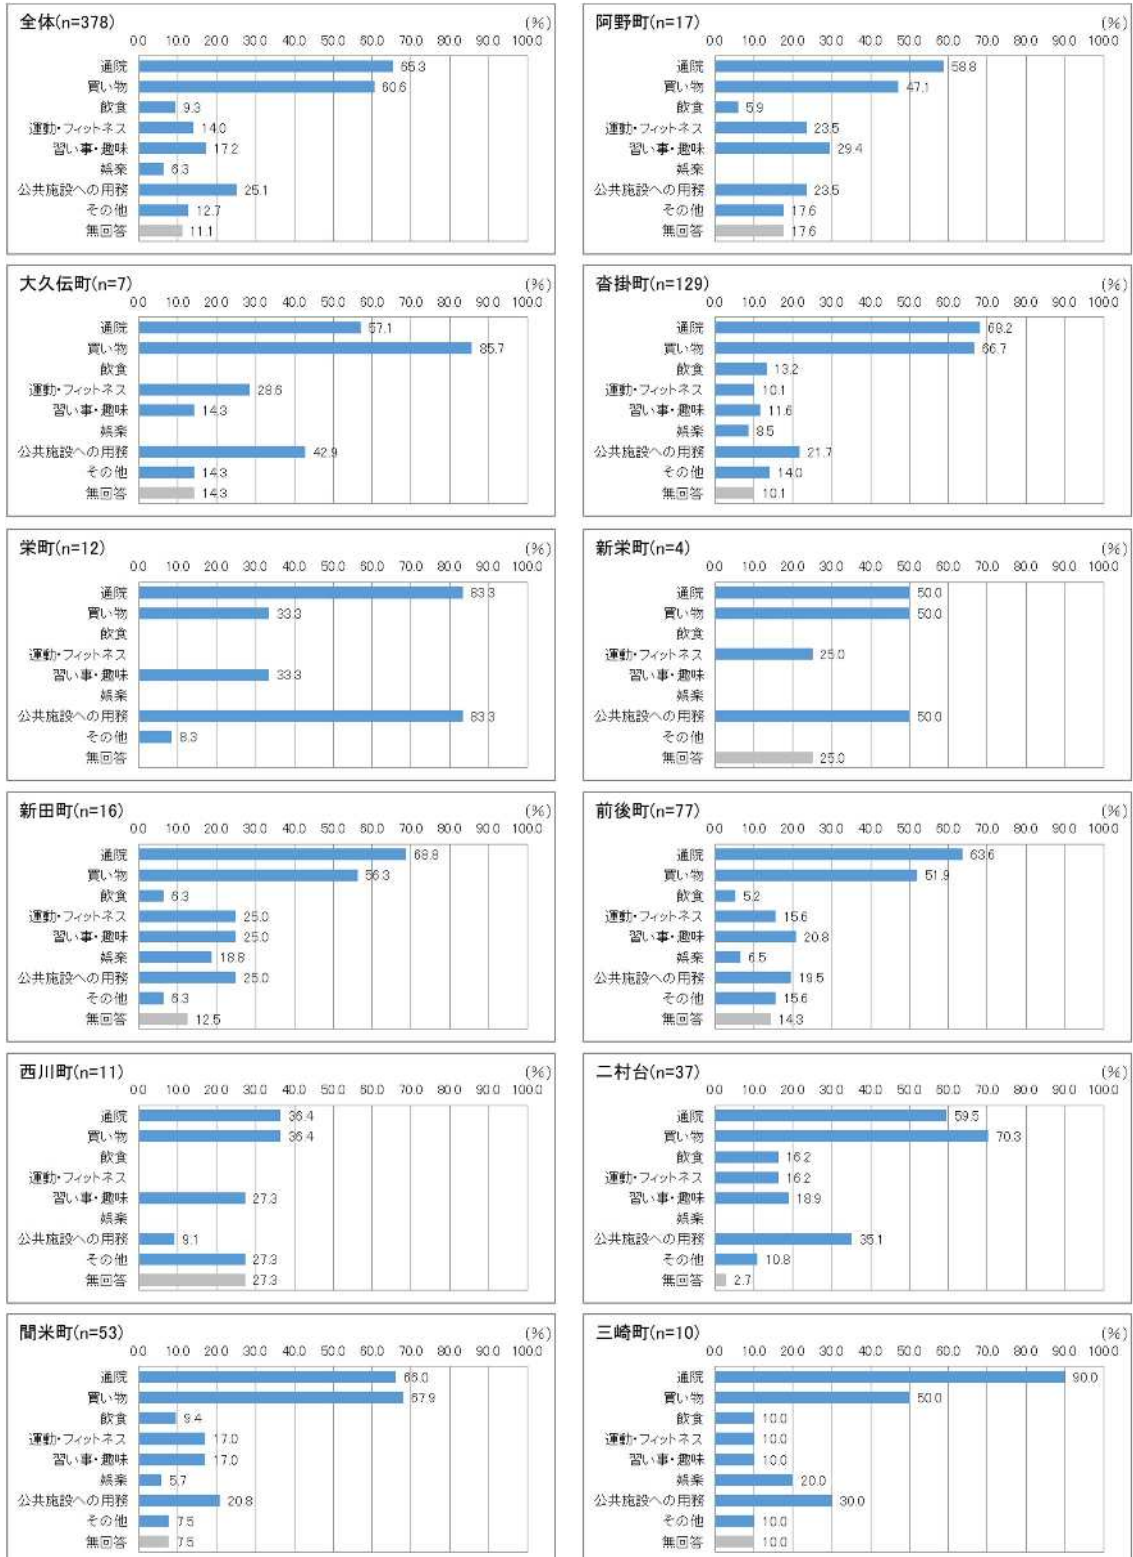 全体(n=378) (%)
0.0 10.0 20.0 30.0 40.0 50.0 60.0 70.0 80.0 90.0 100.0
通院 65.3
買い物 60.6
飲食 9.3
運動・フィットネス 14.0
習い事・趣味 17.2
娯楽 6.3
公共施設への用務 25.1
その他 12.7
無回答 11.1
阿野町(n=17) (%)
0.0 10.0 20.0 30.0 40.0 50.0 60.0 70.0 80.0 90.0 100.0
通院 58.8
買い物 47.1
飲食 5.9
運動・フィットネス 23.5
習い事・趣味 29.4
娯楽
公共施設への用務 23.5
その他 17.6
無回答 17.6
大久伝町(n=7) (%)
0.0 10.0 20.0 30.0 40.0 50.0 60.0 70.0 80.0 90.0 100.0
通院 57.1
買い物 85.7
飲食
運動・フィットネス 28.6
習い事・趣味 14.3
娯楽
公共施設への用務 42.9
その他 14.3
無回答 14.3
沓掛町(n=129) (%)
0.0 10.0 20.0 30.0 40.0 50.0 60.0 70.0 80.0 90.0 100.0
通院 68.2
買い物 66.7
飲食 13.2
運動・フィットネス 10.1
習い事・趣味 11.6
娯楽 8.5
公共施設への用務 21.7
その他 14.0
無回答 10.1
栄町(n=12) (%)
0.0 10.0 20.0 30.0 40.0 50.0 60.0 70.0 80.0 90.0 100.0
通院 83.3
買い物 33.3
飲食
運動・フィットネス
習い事・趣味 33.3
娯楽
公共施設への用務 83.3
その他 8.3
無回答
新栄町(n=4) (%)
0.0 10.0 20.0 30.0 40.0 50.0 60.0 70.0 80.0 90.0 100.0
通院 50.0
買い物 50.0
飲食
運動・フィットネス 25.0
習い事・趣味
娯楽
公共施設への用務 50.0
その他
無回答 25.0
新田町(n=16) (%)
0.0 10.0 20.0 30.0 40.0 50.0 60.0 70.0 80.0 90.0 100.0
通院 68.8
買い物 56.3
飲食 6.3
運動・フィットネス 25.0
習い事・趣味 25.0
娯楽 18.8
公共施設への用務 25.0
その他 6.3
無回答 12.5
前後町(n=77) (%)
0.0 10.0 20.0 30.0 40.0 50.0 60.0 70.0 80.0 90.0 100.0
通院 63.6
買い物 51.9
飲食 5.2
運動・フィットネス 15.6
習い事・趣味 20.8
娯楽 6.5
公共施設への用務 19.5
その他 15.6
無回答 14.3
西川町(n=11) (%)
0.0 10.0 20.0 30.0 40.0 50.0 60.0 70.0 80.0 90.0 100.0
通院 36.4
買い物 36.4
飲食
運動・フィットネス
習い事・趣味 27.3
娯楽
公共施設への用務 9.1
その他 27.3
無回答 27.3
二村台(n=37) (%)
0.0 10.0 20.0 30.0 40.0 50.0 60.0 70.0 80.0 90.0 100.0
通院 59.5
買い物 70.3
飲食 16.2
運動・フィットネス 16.2
習い事・趣味 18.9
娯楽
公共施設への用務 35.1
その他 10.8
無回答 2.7
間米町(n=53) (%)
0.0 10.0 20.0 30.0 40.0 50.0 60.0 70.0 80.0 90.0 100.0
通院 66.0
買い物 67.9
飲食 9.4
運動・フィットネス 17.0
習い事・趣味 17.0
娯楽 5.7
公共施設への用務 20.8
その他 7.5
無回答 7.5
三崎町(n=10) (%)
0.0 10.0 20.0 30.0 40.0 50.0 60.0 70.0 80.0 90.0 100.0
通院 90.0
買い物 50.0
飲食 10.0
運動・フィットネス 10.0
習い事・趣味 10.0
娯楽 20.0
公共施設への用務 30.0
その他 10.0
無回答 10.0